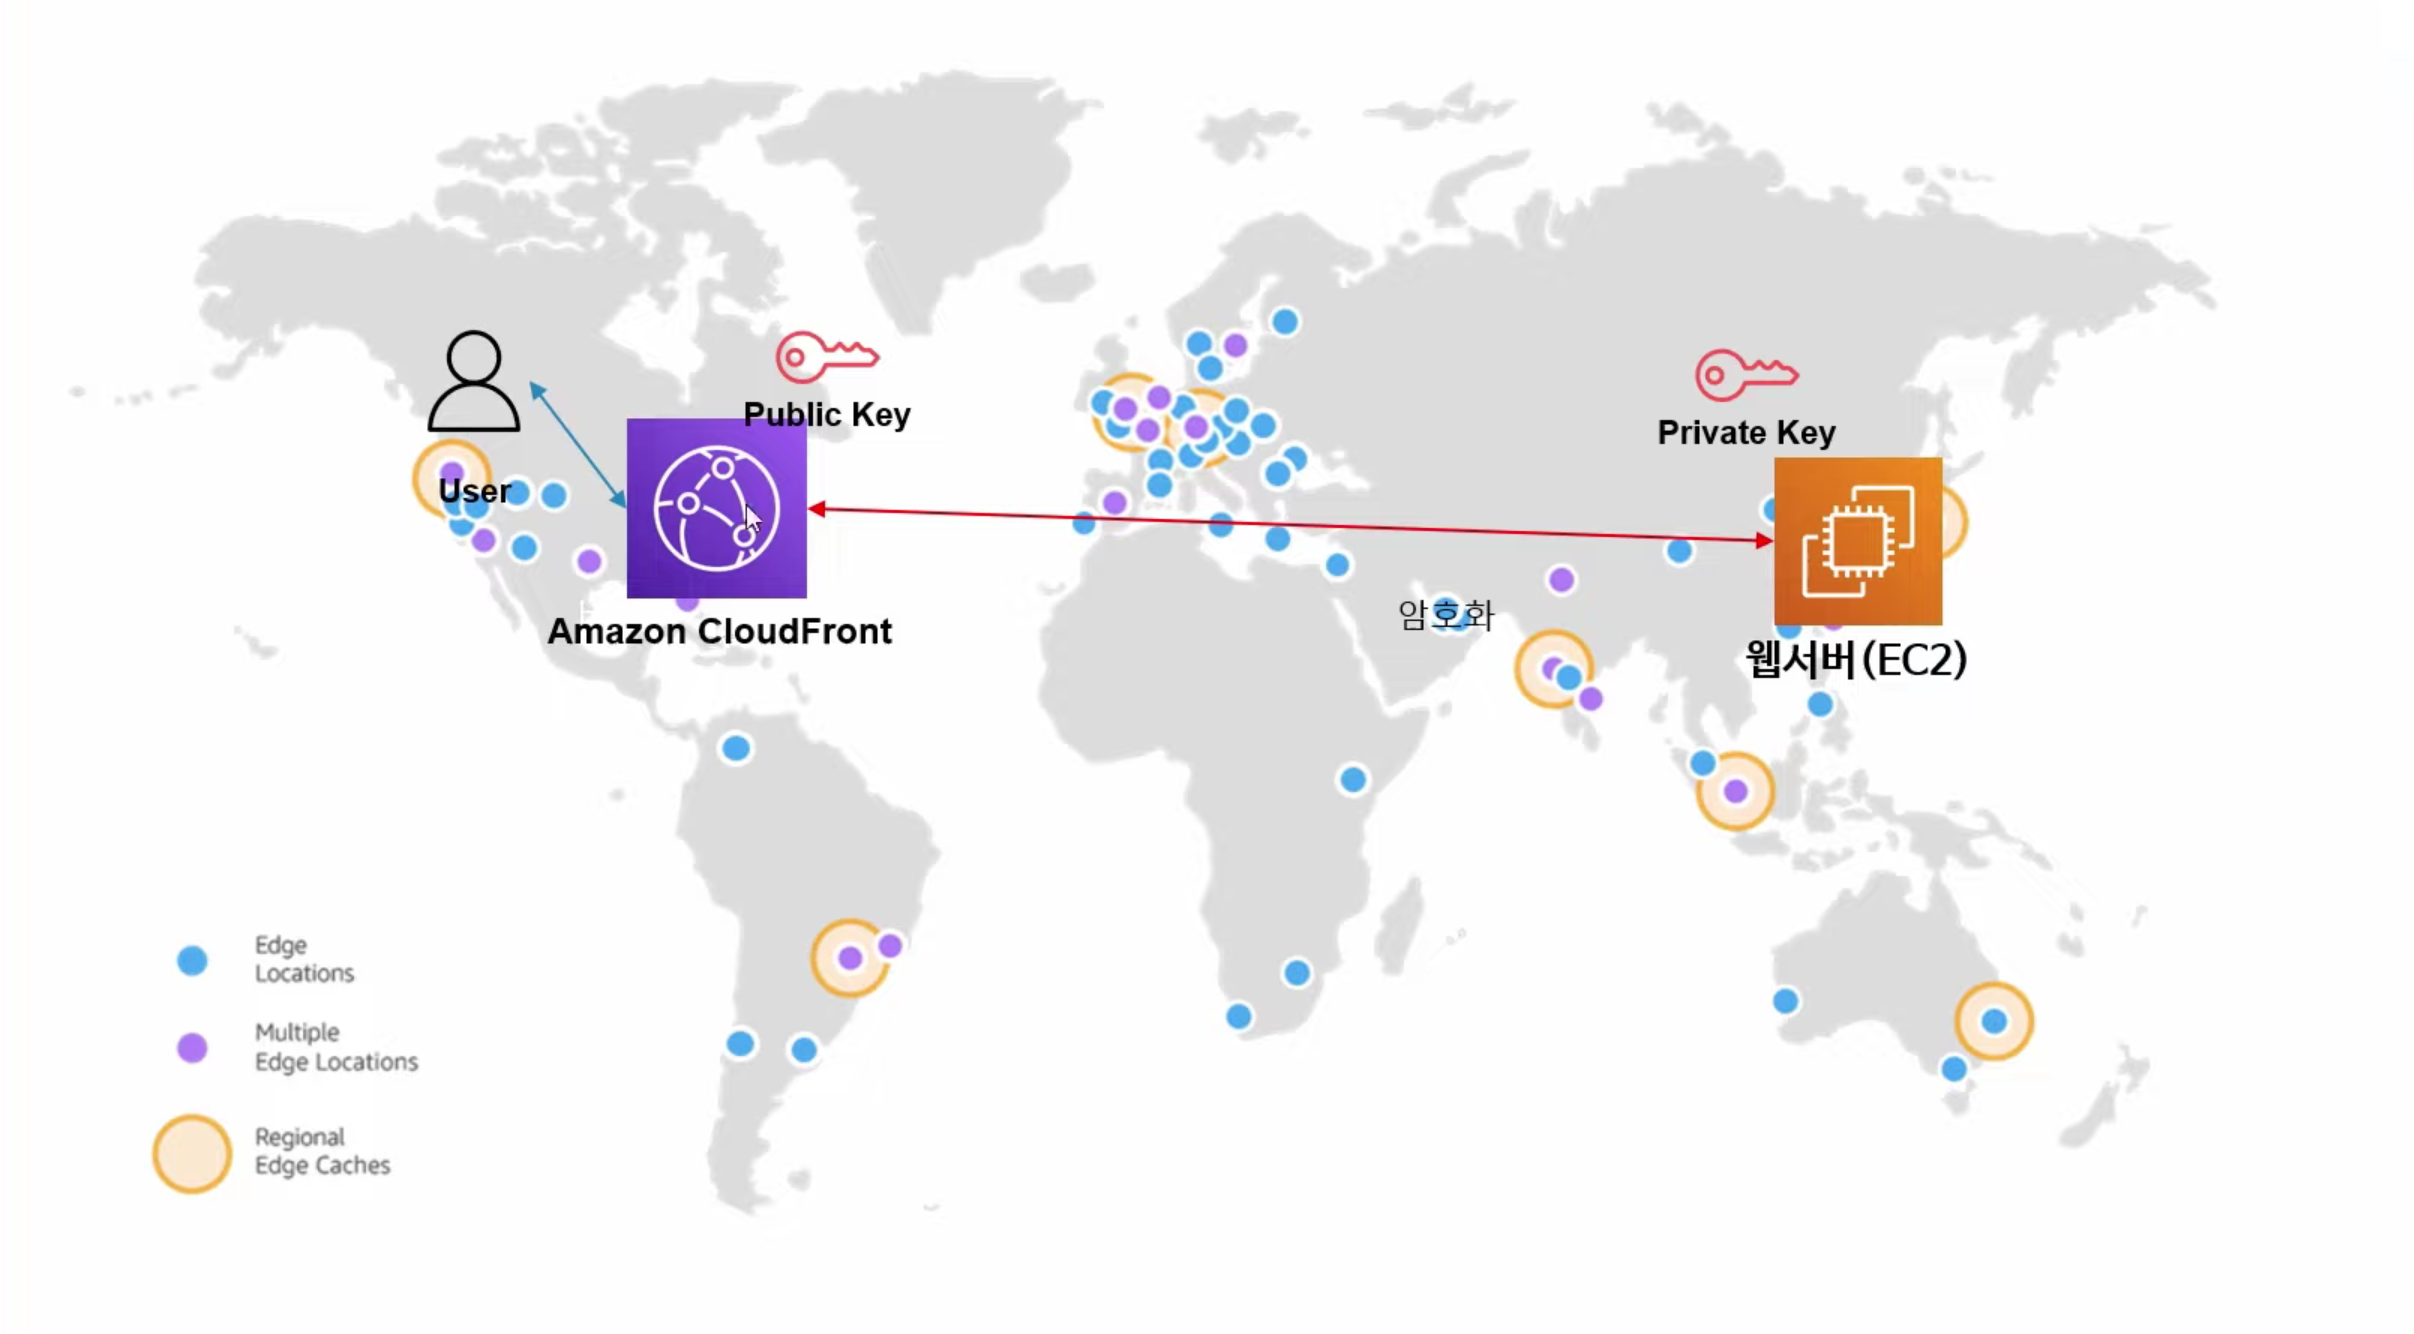 Public Key
Private Key
User
암호화
Amazon CloudFront
웹서버(EC2)
Edge
Locations
Multiple
Edge Locations
Regional
Edge Caches